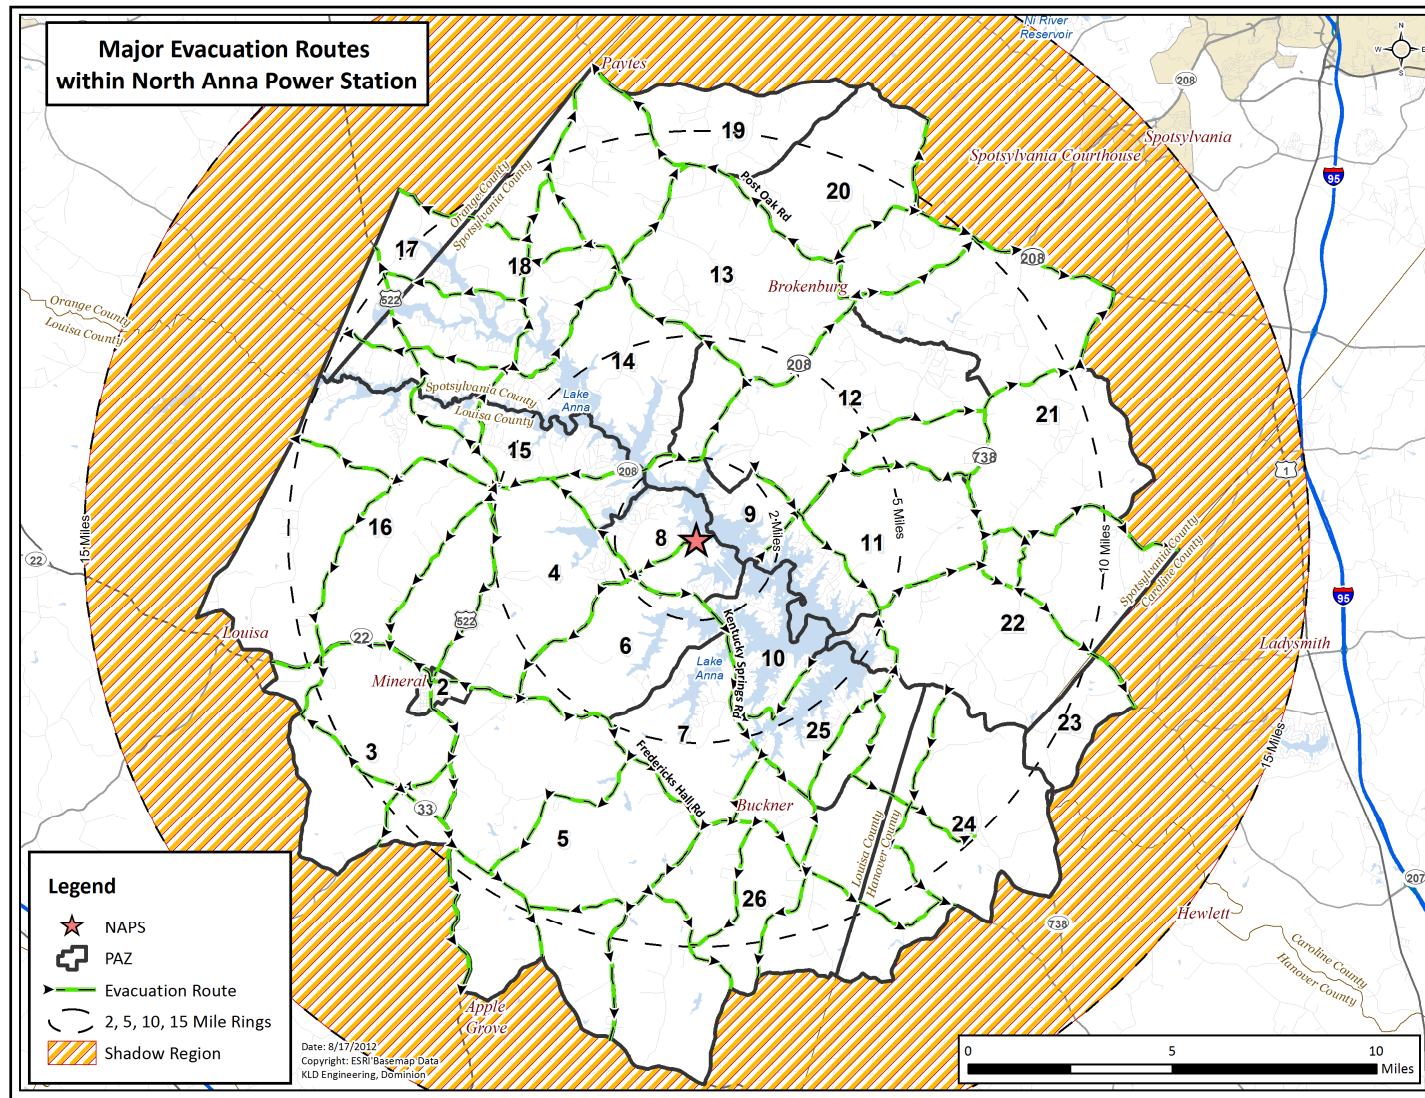 Major Evacuation Routes
within North Anna Power Station
Ni River
Reservoir
Paytes
208
Spotsylvania
Spotsylvania Courthouse
95
19
20
Post Oak Rd
Orange County
Spotsylvania County
17
18
13
208
522
Brokenburg
Orange County
Louisa County
14
208
12
Lake
Anna
Spotsylvania County
Louisa County
21
15
738
208
1
16
15 Miles
22
9
2 Miles
5 Miles
10 Miles
8
11
4
Spotsylvania County
Caroline County
95
522
22
Louisa
6
Kentucky Springs Rd
10
22
Ladysmith
Lake
Anna
Mineral
2
7
25
23
15 Miles
3
Fredericks Hall Rd
33
Buckner
5
24
Louisa County
Hanover County
26
207
Hewlett
738
Caroline County
Hanover County
Apple
Grove
Legend
NAPS
PAZ
Evacuation Route
2, 5, 10, 15 Mile Rings
Shadow Region
Date: 8/17/2012
Copyright: ESRI Basemap Data
KLD Engineering, Dominion
0 5 10
Miles
N
W E
S